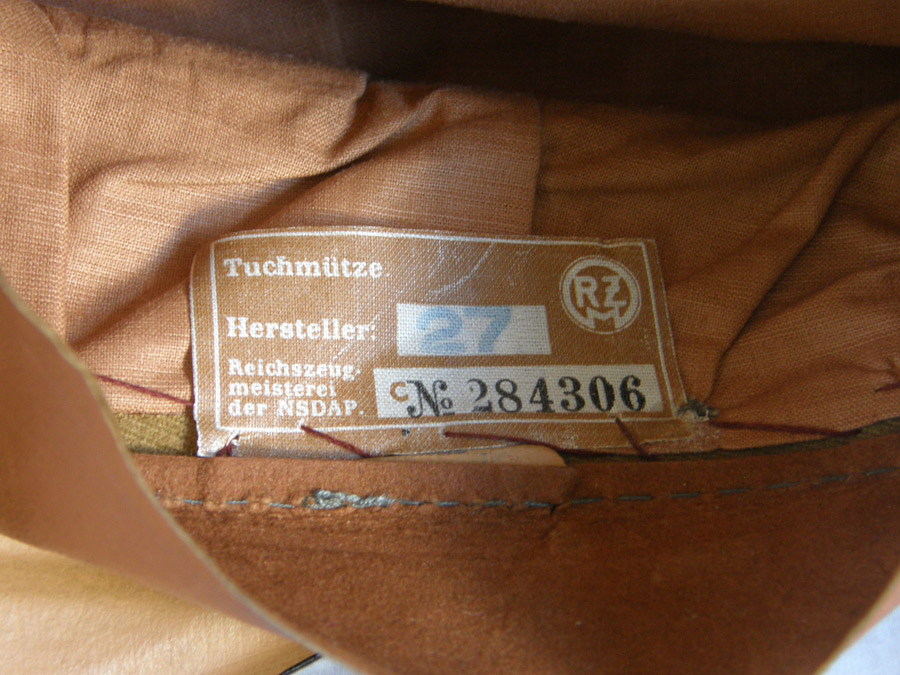 Tuchmütze
RZM
Hersteller: 27
Reichszeug-
meisterei
der NSDAP.
C № 284306